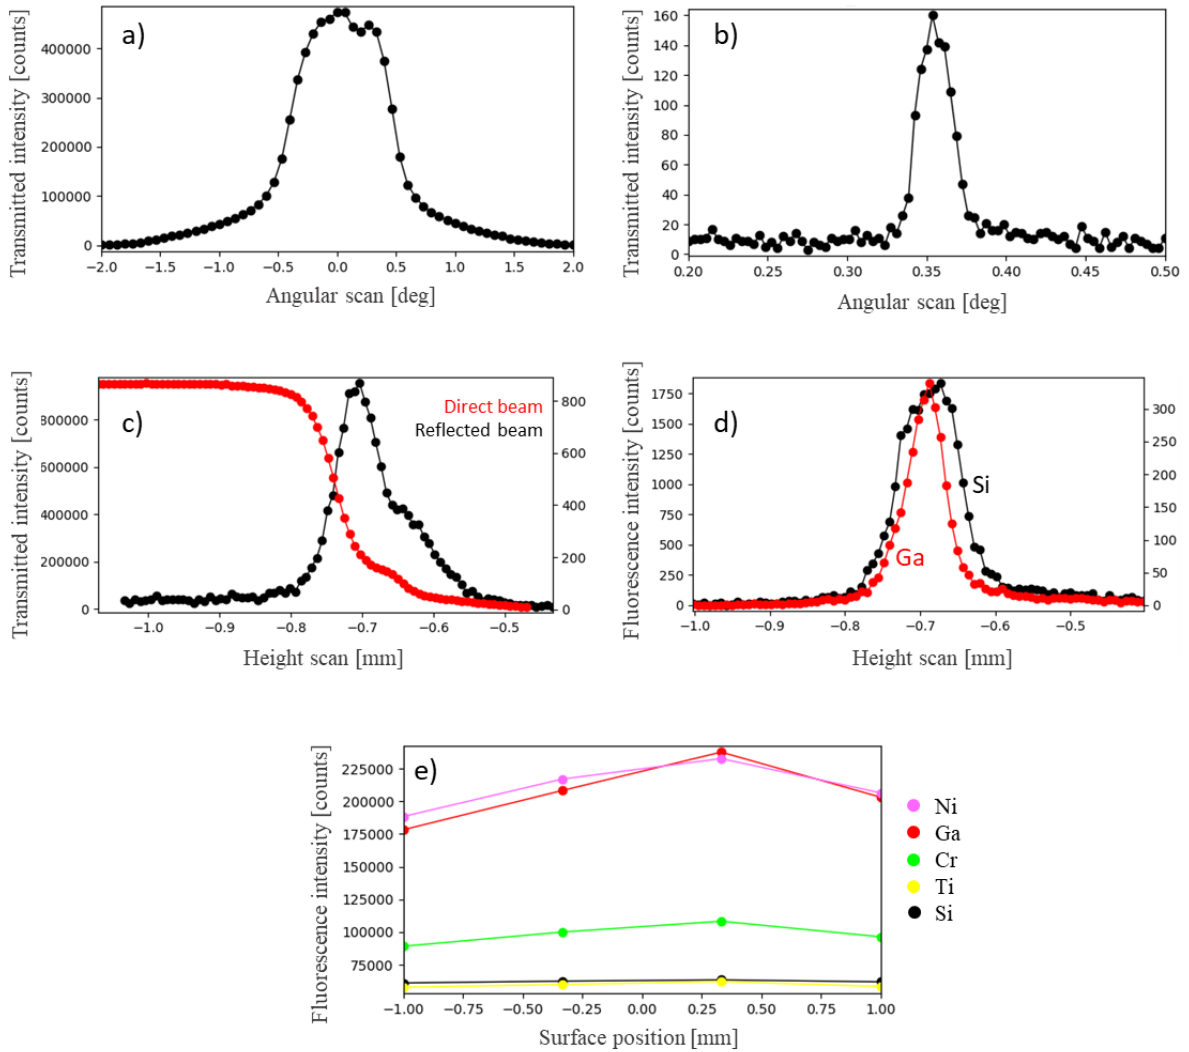 a)
Transmitted intensity [counts]
400000
300000
200000
100000
0
−2.0 −1.5 −1.0 −0.5 0.0 0.5 1.0 1.5 2.0
Angular scan [deg]
b)
Transmitted intensity [counts]
160
140
120
100
80
60
40
20
0
0.20 0.25 0.30 0.35 0.40 0.45 0.50
Angular scan [deg]
c)
Transmitted intensity [counts]
800000
600000
400000
200000
0
Direct beam
Reflected beam
800
600
400
200
0
−1.0 −0.9 −0.8 −0.7 −0.6 −0.5
Height scan [mm]
d)
Fluorescence intensity [counts]
1750
1500
1250
1000
750
500
250
0
Si
Ga
300
250
200
150
100
50
0
−1.0 −0.9 −0.8 −0.7 −0.6 −0.5
Height scan [mm]
e)
Fluorescence intensity [counts]
225000
200000
175000
150000
125000
100000
75000
−1.00 −0.75 −0.50 −0.25 0.00 0.25 0.50 0.75 1.00
Surface position [mm]
Ni
Ga
Cr
Ti
Si